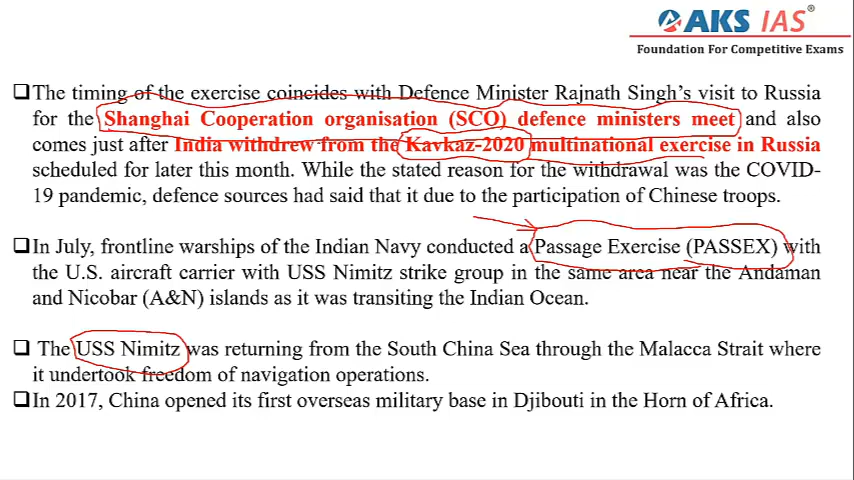 AKS IAS®
Foundation For Competitive Exams
❑The timing of the exercise coincides with Defence Minister Rajnath Singh's visit to Russia
for the Shanghai Cooperation organisation (SCO) defence ministers meet and also
comes just after India withdrew from the Kavkaz-2020 multinational exercise in Russia
scheduled for later this month. While the stated reason for the withdrawal was the COVID-
19 pandemic, defence sources had said that it due to the participation of Chinese troops.
❑In July, frontline warships of the Indian Navy conducted a Passage Exercise (PASSEX) with
the U.S. aircraft carrier with USS Nimitz strike group in the same area near the Andaman
and Nicobar (A&N) islands as it was transiting the Indian Ocean.
❑ The USS Nimitz was returning from the South China Sea through the Malacca Strait where
it undertook freedom of navigation operations.
❑In 2017, China opened its first overseas military base in Djibouti in the Horn of Africa.